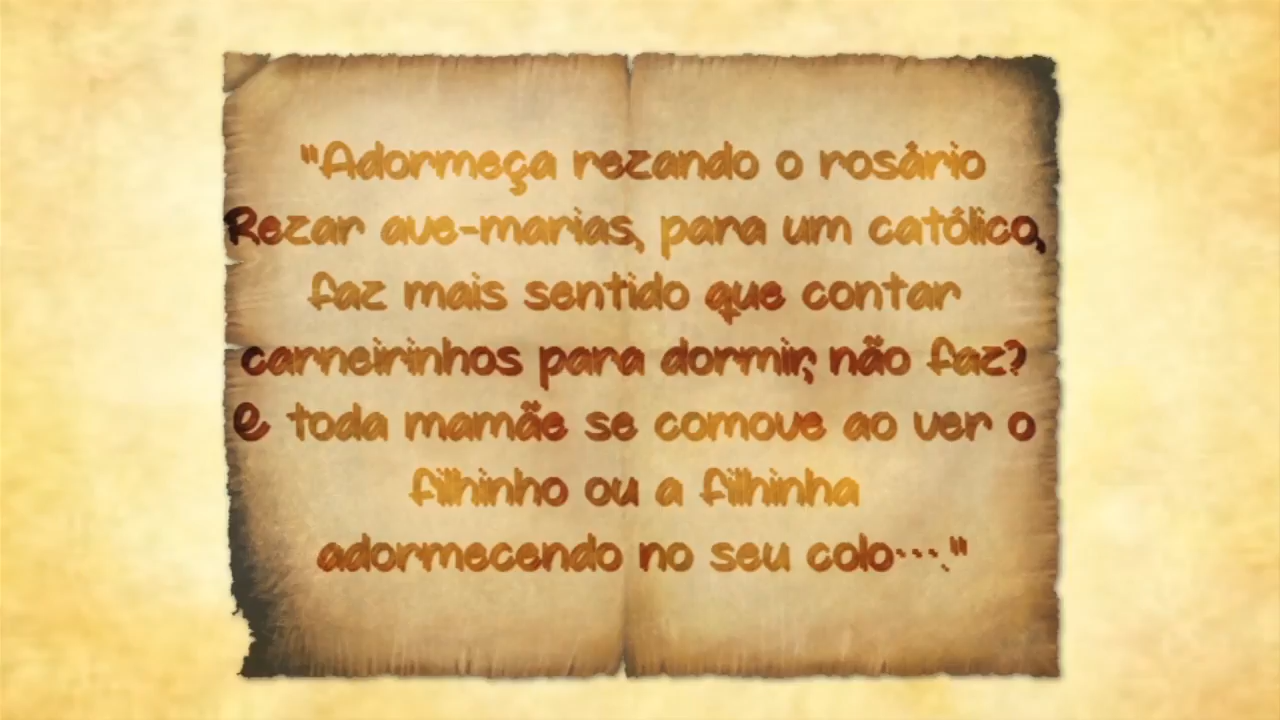 "Adormeça rezando o rosário
Rezar ave-marias, para um católico,
faz mais sentido que contar
carneirinhos para dormir, não faz?
E toda mamãe se comove ao ver o
filhinho ou a filhinha
adormecendo no seu colo...."